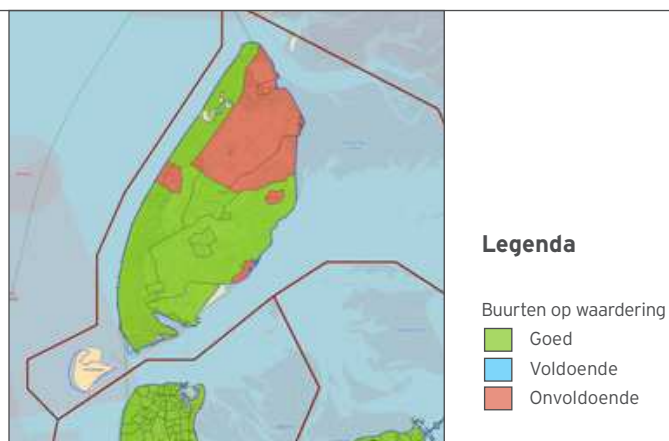 Legenda
Buurten op waardering
Goed
Voldoende
Onvoldoende